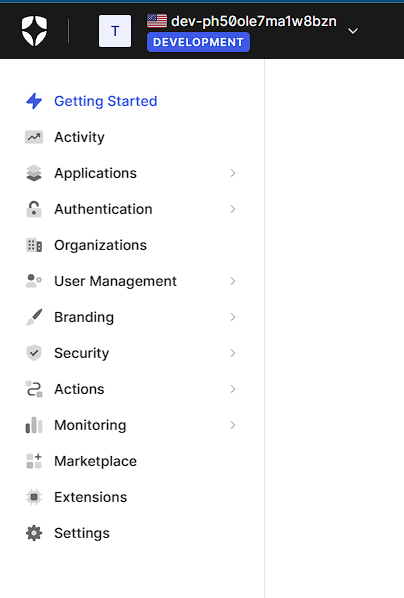 T
dev-ph50ole7ma1w8bzn
DEVELOPMENT
Getting Started
Activity
Applications
Authentication
Organizations
User Management
Branding
Security
Actions
Monitoring
Marketplace
Extensions
Settings